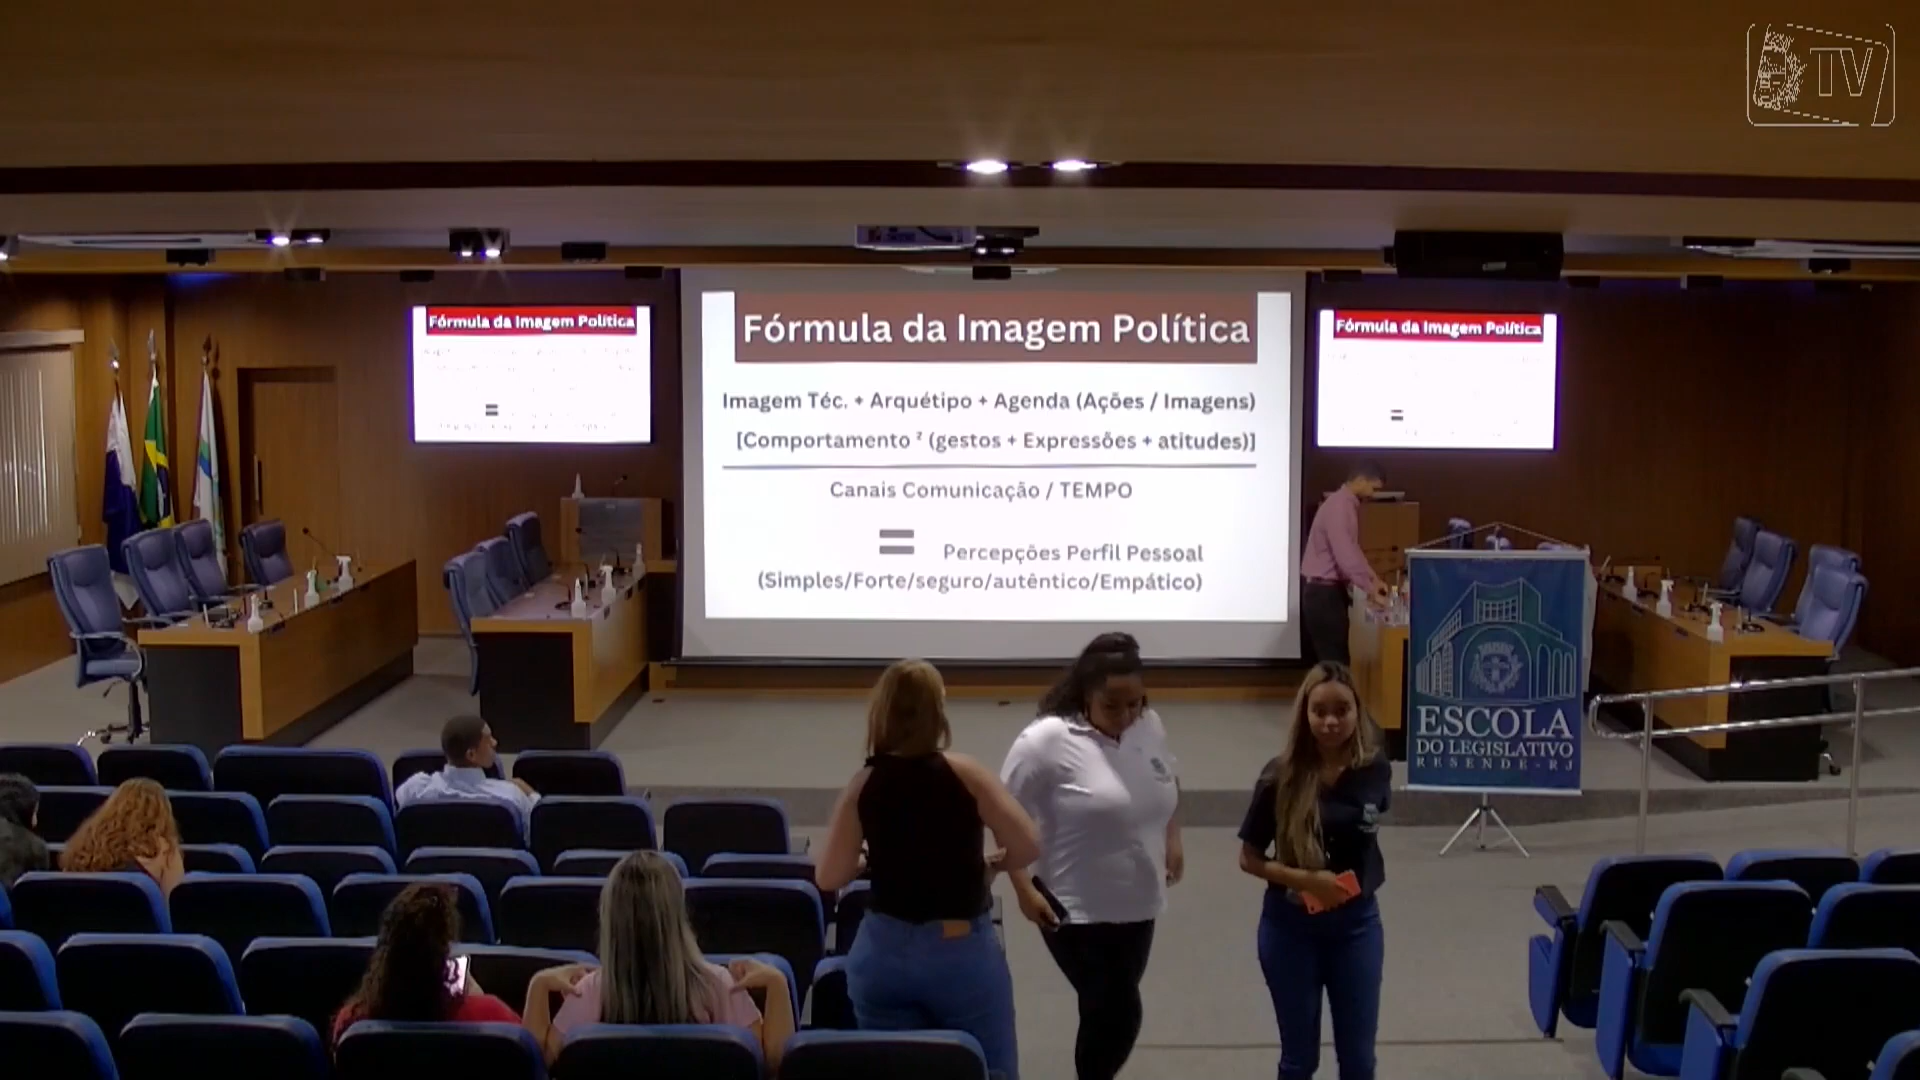 TV
Fórmula da Imagem Política
Fórmula da Imagem Política
=
Fórmula da Imagem Política
Imagem Téc. + Arquétipo + Agenda (Ações / Imagens)
[Comportamento ² (gestos + Expressões + atitudes)]
Canais Comunicação / TEMPO
= Percepções Perfil Pessoal
(Simples/Forte/seguro/autêntico/Empático)
=
ESCOLA
DO LEGISLATIVO
RESENDE-RJ